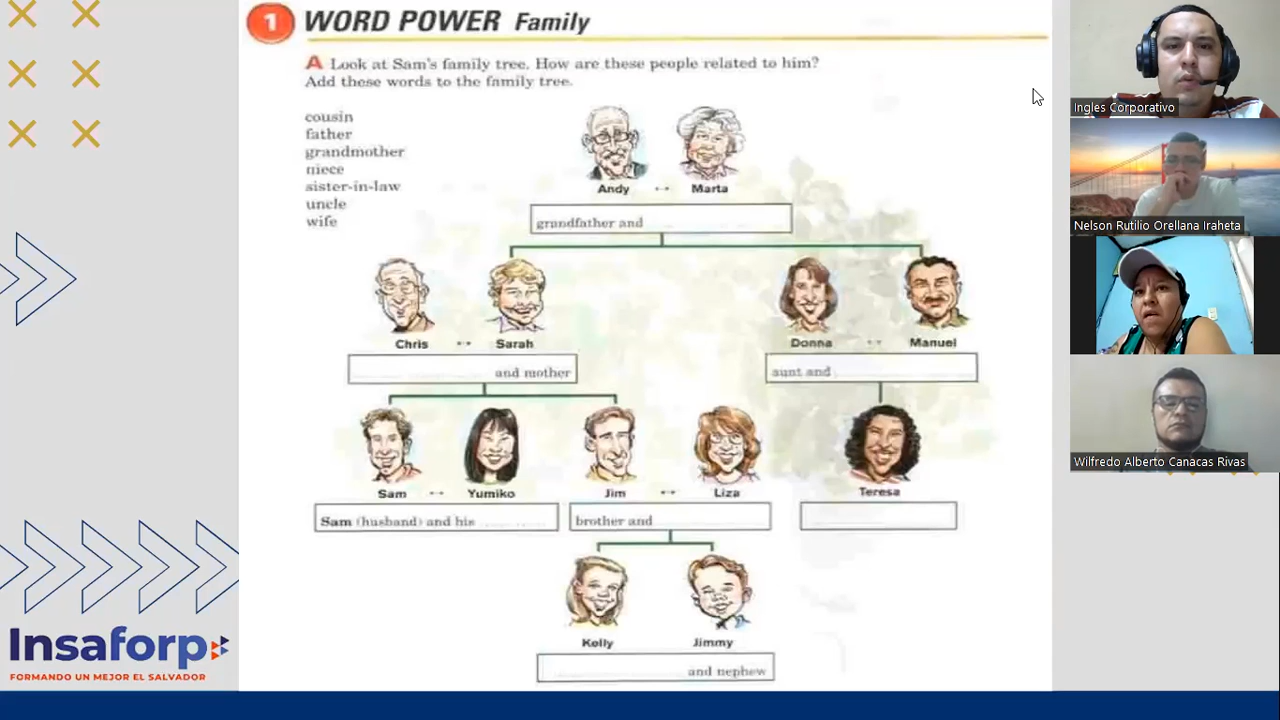 1 WORD POWER Family
A Look at Sam's family tree. How are these people related to him?
Add these words to the family tree.
cousin
father
grandmother
niece
sister-in-law
uncle
wife
Andy ↔ Marta
grandfather and
Chris ↔ Sarah
and mother
Donna ↔ Manuel
aunt and
Sam ↔ Yumiko
Sam (husband) and his
Jim ↔ Liza
brother and
Teresa
Kelly Jimmy
and nephew
Insaforp
FORMANDO UN MEJOR EL SALVADOR
Ingles Corporativo
Nelson Rutilio Orellana Iraheta
Wilfredo Alberto Canacas Rivas